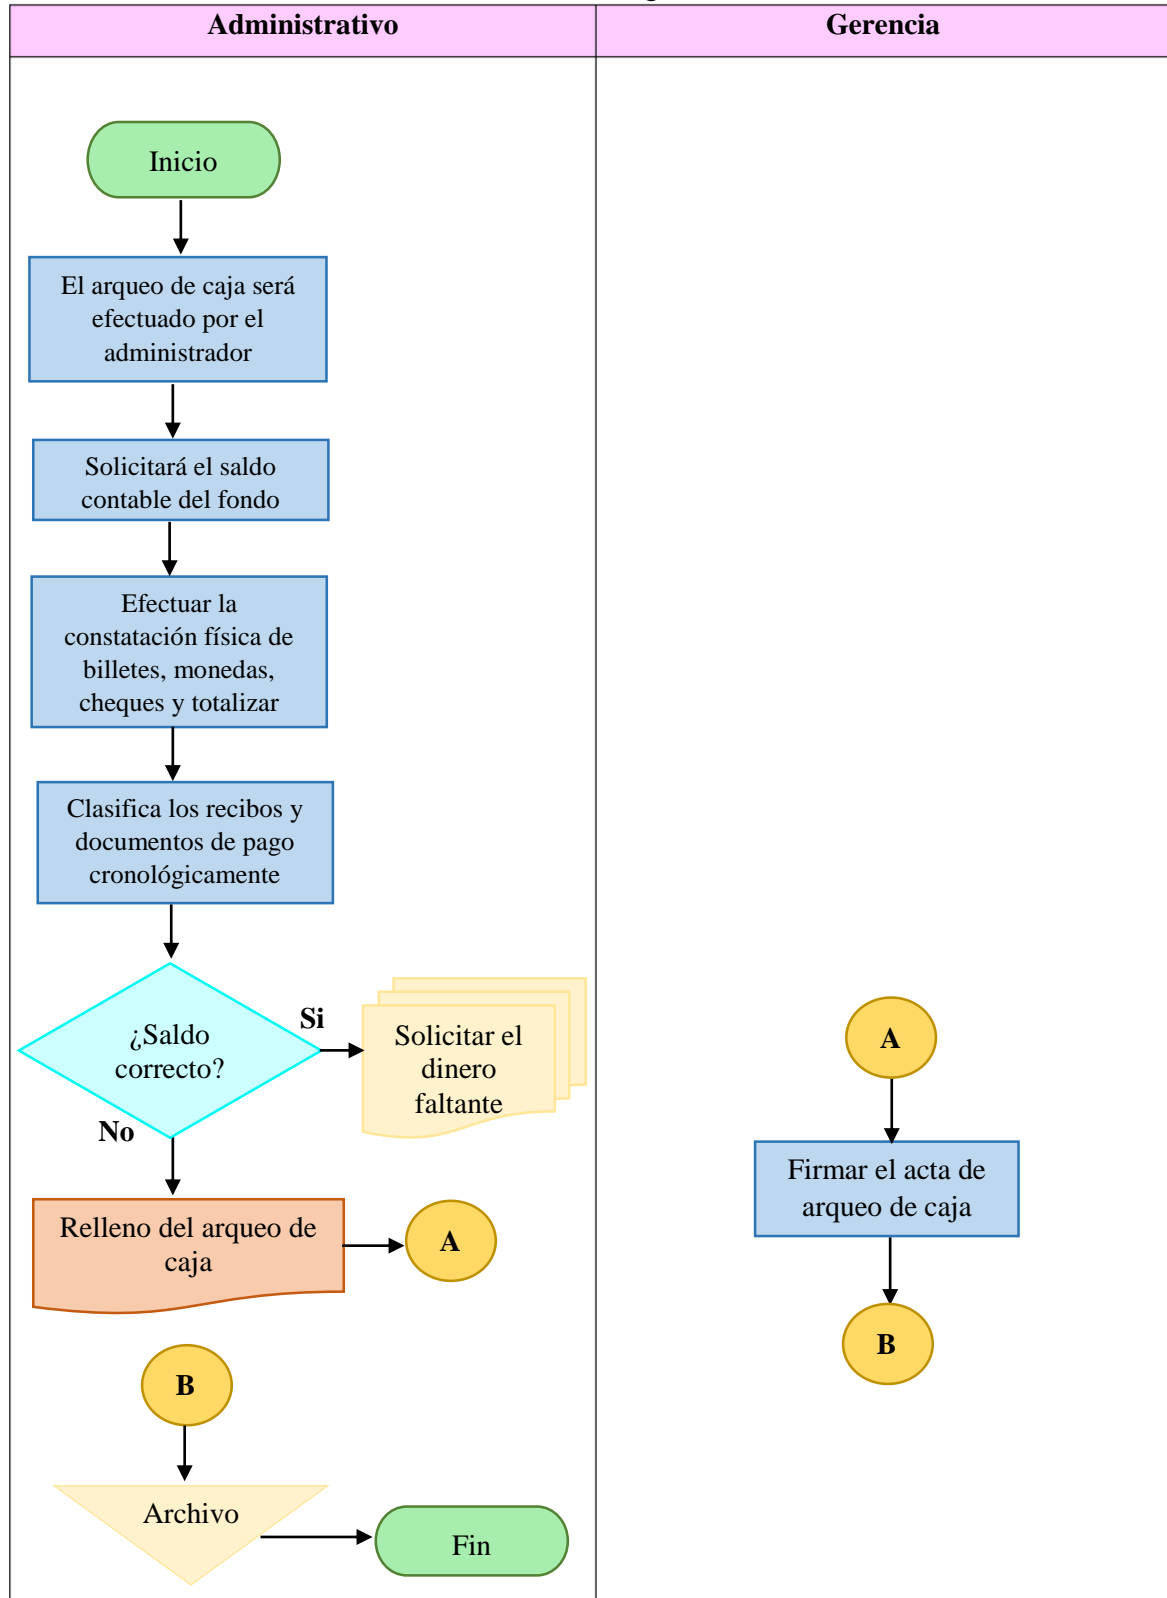 Administrativo
Gerencia
Inicio
El arqueo de caja será
efectuado por el
administrador
Solicitará el saldo
contable del fondo
Efectuar la
constatación física de
billetes, monedas,
cheques y totalizar
Clasifica los recibos y
documentos de pago
cronológicamente
¿Saldo
correcto?
Si
Solicitar el
dinero
faltante
No
Relleno del arqueo de
caja
A
B
Archivo
Fin
A
Firmar el acta de
arqueo de caja
B